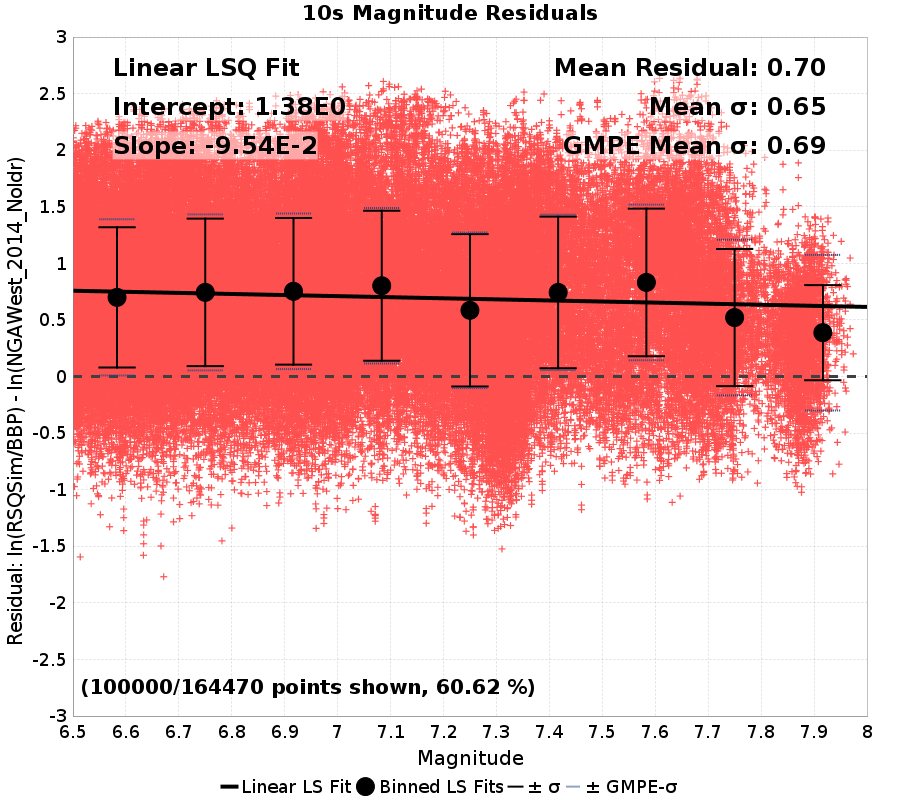 10s Magnitude Residuals
Linear LSQ Fit
Intercept: 1.38E0
Slope: -9.54E-2
Mean Residual: 0.70
Mean σ: 0.65
GMPE Mean σ: 0.69
Residual: ln(RSQSim/BBP) - ln(NGAWest_2014_NoIdr)
3
2.5
2
1.5
1
0.5
0
-0.5
-1
-1.5
-2
-2.5
-3
(100000/164470 points shown, 60.62 %)
6.5 6.6 6.7 6.8 6.9 7 7.1 7.2 7.3 7.4 7.5 7.6 7.7 7.8 7.9 8
Magnitude
Linear LS Fit Binned LS Fits ± σ ± GMPE-σ